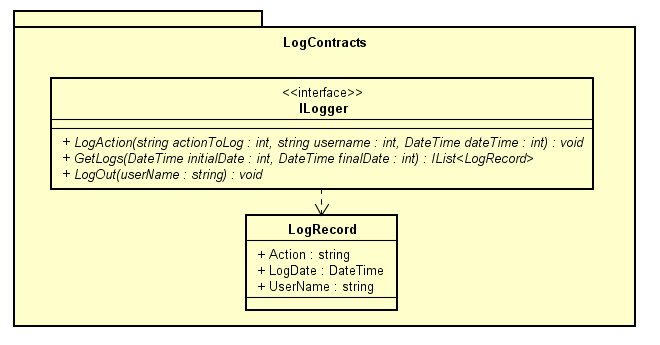 LogContracts
<<interface>>
ILogger
+ LogAction(string actionToLog : int, string username : int, DateTime dateTime : int) : void
+ GetLogs(DateTime initialDate : int, DateTime finalDate : int) : IList<LogRecord>
+ LogOut(userName : string) : void
LogRecord
+ Action : string
+ LogDate : DateTime
+ UserName : string